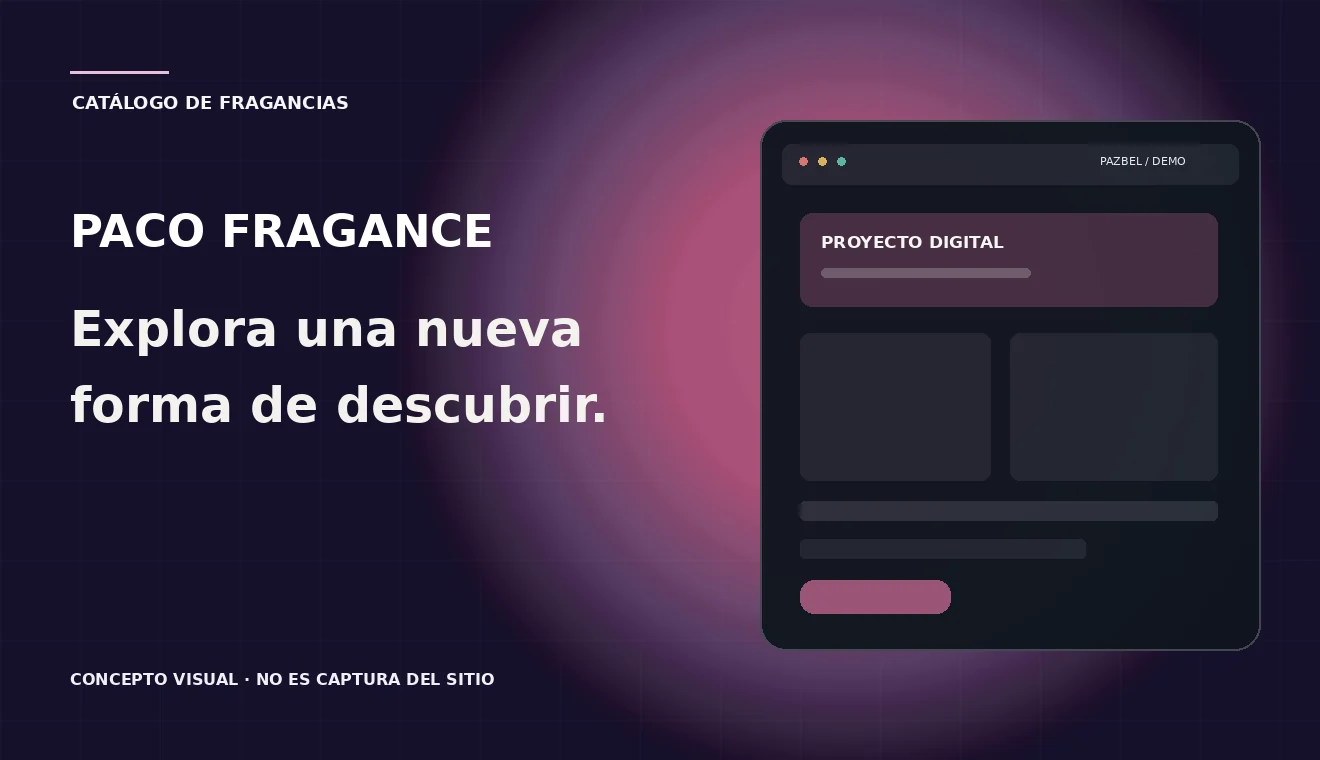 CATÁLOGO DE FRAGANCIAS
PACO FRAGANCE
Explora una nueva
forma de descubrir.
CONCEPTO VISUAL · NO ES CAPTURA DEL SITIO
PAZBEL / DEMO
PROYECTO DIGITAL